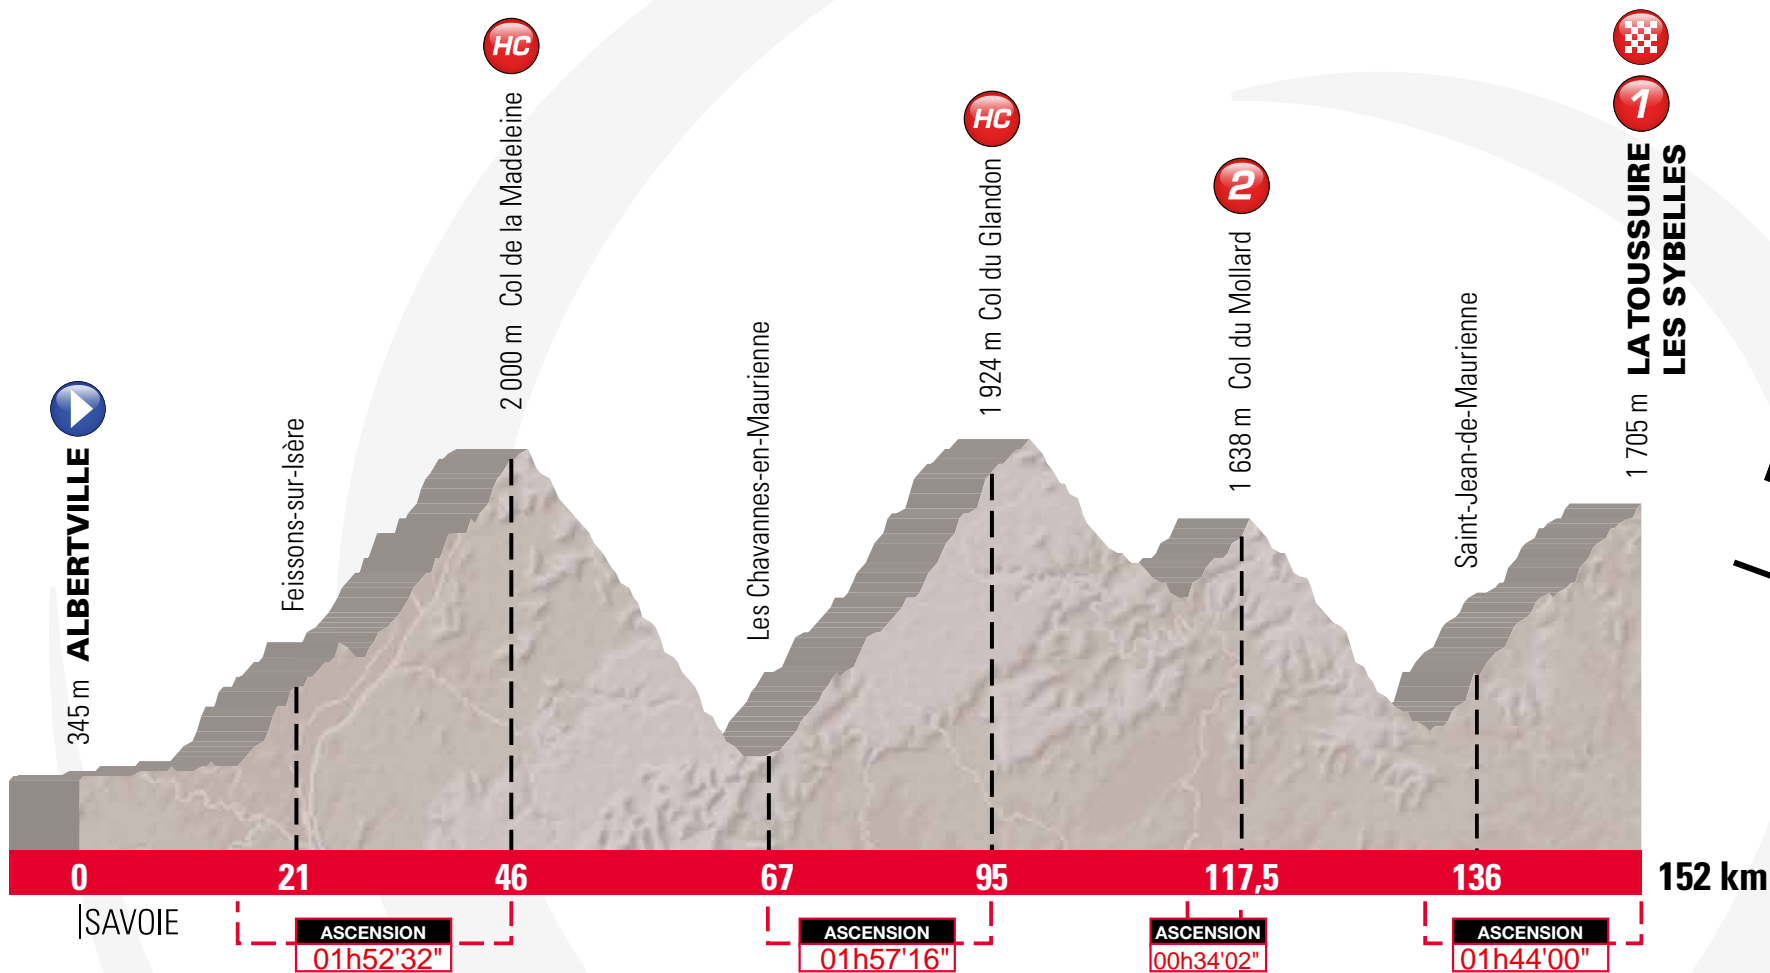 345 m ALBERTVILLE
Feissons-sur-Isère
HC
2 000 m Col de la Madeleine
Les Chavannes-en-Maurienne
HC
1 924 m Col du Glandon
2
1 638 m Col du Mollard
Saint-Jean-de-Maurienne
1
1 705 m LA TOUSSUIRE
LES SYBELLES
0 21 46 67 95 117,5 136 152 km
SAVOIE
ASCENSION
01h52'32"
ASCENSION
01h57'16"
ASCENSION
00h34'02"
ASCENSION
01h44'00"